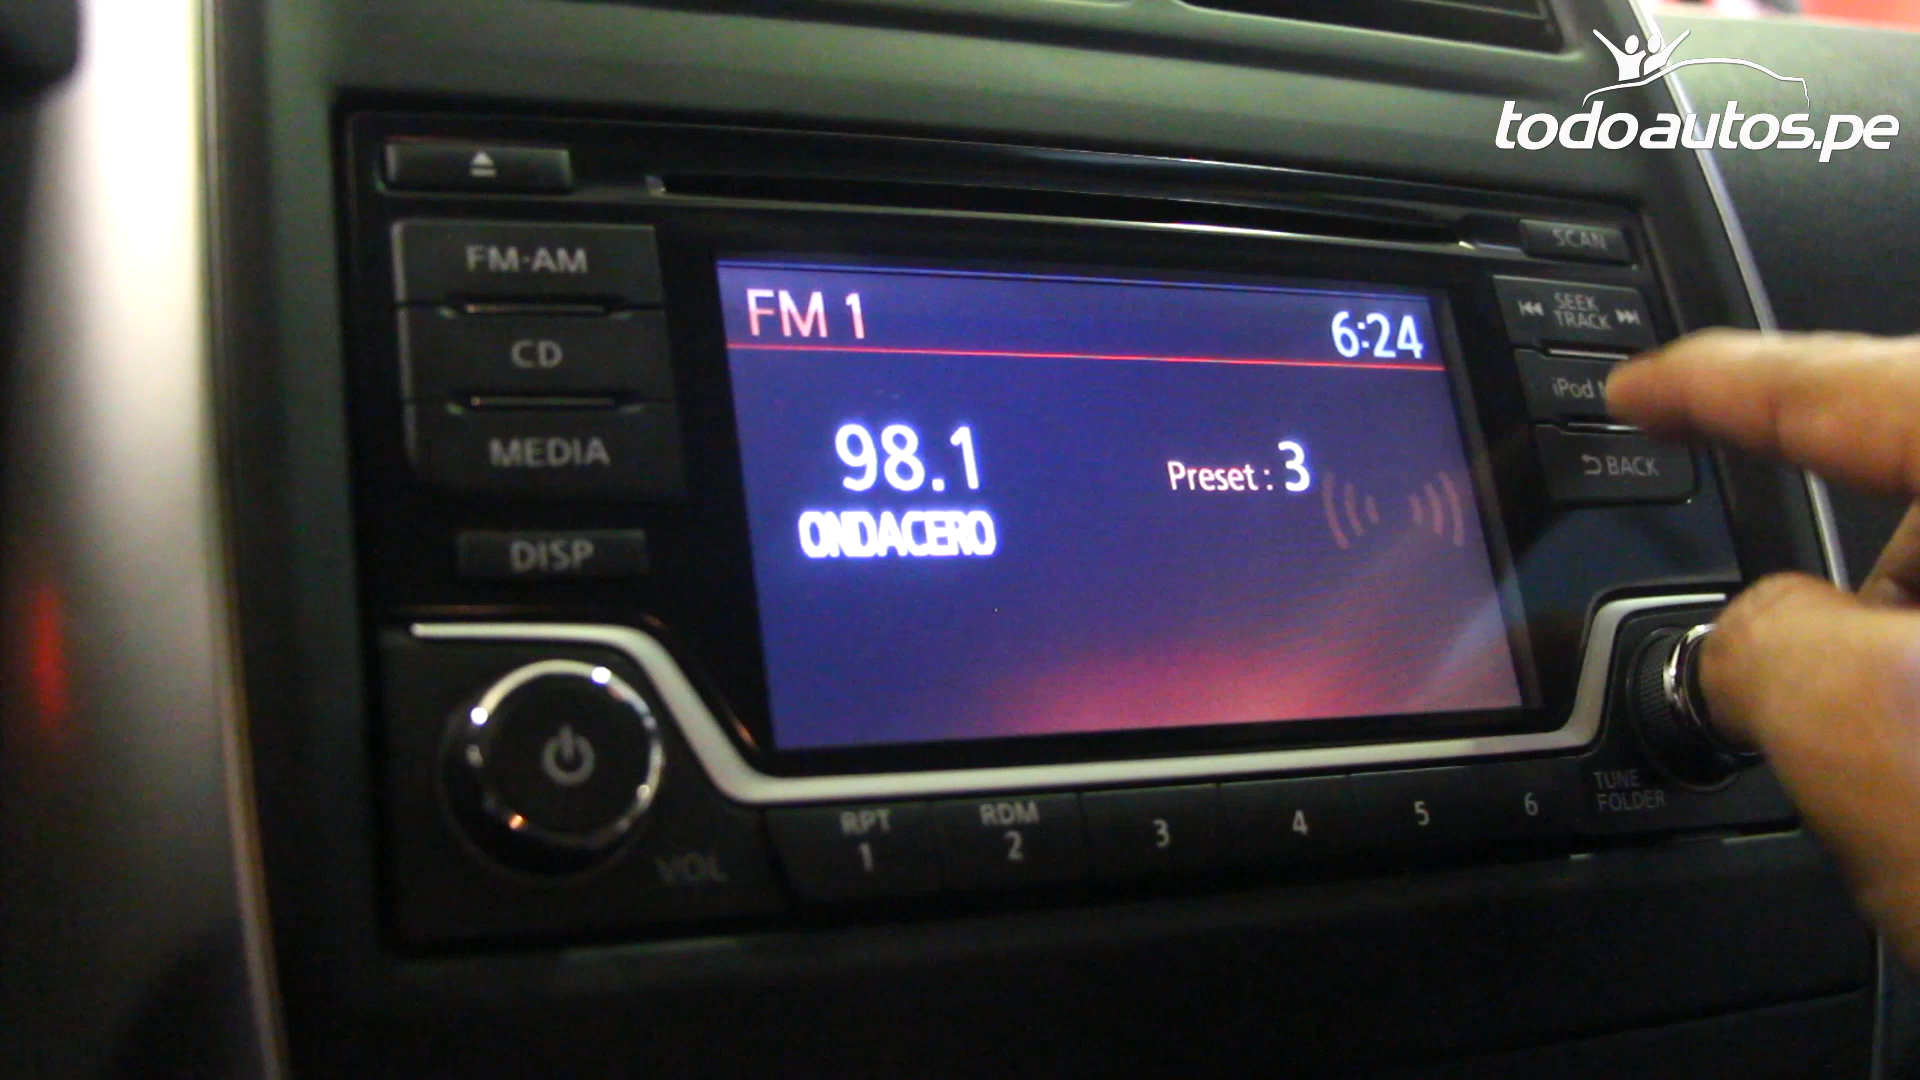 todoautos.pe
SCAN
FM·AM
SEEK
TRACK
CD
iPod
MEDIA
BACK
DISP
FM 1
6:24
98.1
Preset : 3
ONDACERO
VOL
RPT
1
RDM
2
3
4
5
6
TUNE
FOLDER